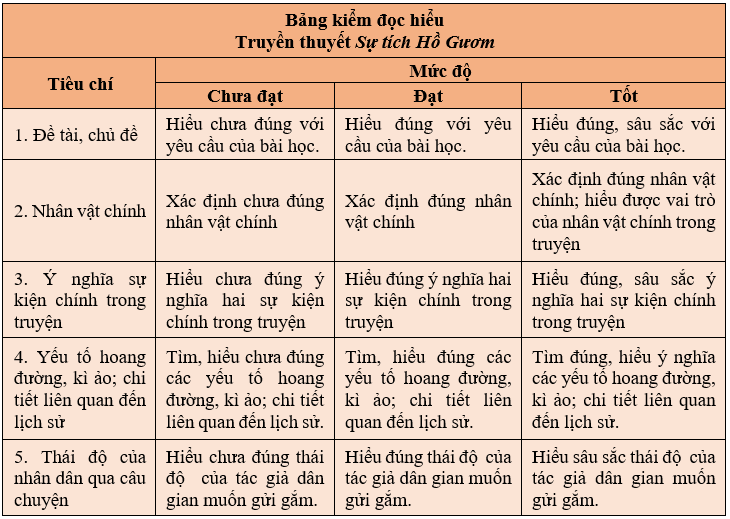 Bảng kiểm đọc hiểu
Truyền thuyết Sự tích Hồ Gươm
Tiêu chí
Mức độ
Chưa đạt
Đạt
Tốt
1. Đề tài, chủ đề
Hiểu chưa đúng với
yêu cầu của bài học.
Hiểu đúng với yêu
cầu của bài học.
Hiểu đúng, sâu sắc với
yêu cầu của bài học.
2. Nhân vật chính
Xác định chưa đúng
nhân vật chính
Xác định đúng nhân
vật chính
Xác định đúng nhân vật
chính; hiểu được vai trò
của nhân vật chính trong
truyện
3. Ý nghĩa sự
kiện chính trong
truyện
Hiểu chưa đúng ý
nghĩa hai sự kiện
chính trong truyện
Hiểu đúng ý nghĩa hai
sự kiện chính trong
truyện
Hiểu đúng, sâu sắc ý
nghĩa hai sự kiện chính
trong truyện
4. Yếu tố hoang
đường, kì ảo; chi
tiết liên quan đến
lịch sử
Tìm, hiểu chưa đúng
các yếu tố hoang
đường, kì ảo; chi tiết
liên quan đến lịch sử.
Tìm, hiểu đúng các
yếu tố hoang đường,
kì ảo; chi tiết liên
quan đến lịch sử.
Tìm đúng, hiểu ý nghĩa
các yếu tố hoang đường,
kì ảo; chi tiết liên quan
đến lịch sử.
5. Thái độ của
nhân dân qua câu
chuyện
Hiểu chưa đúng thái
độ của tác giả dân
gian muốn gửi gắm.
Hiểu đúng thái độ của
tác giả dân gian muốn
gửi gắm.
Hiểu sâu sắc thái độ của
tác giả dân gian muốn
gửi gắm.